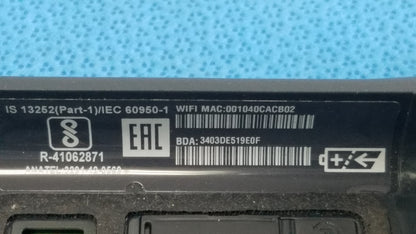 IS 13252(Part-1)/IEC 60950-1 WIFI MAC:001040CACB02
EAC
BDA:3403DE519E0F
R-41062871